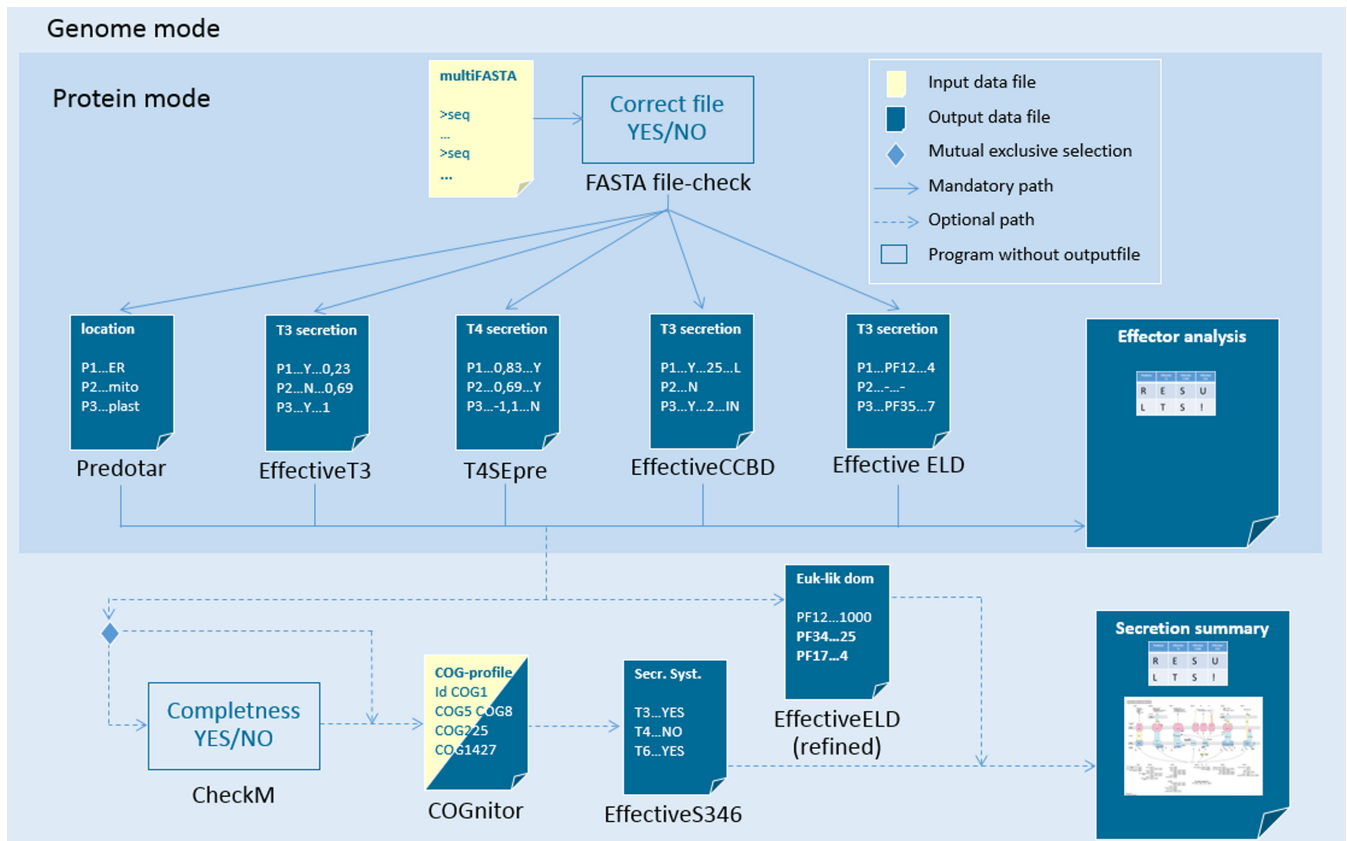 Genome mode
Protein mode
multiFASTA
>seq
...
>seq
...
Correct file
YES/NO
FASTA file-check
Input data file
Output data file
Mutual exclusive selection
Mandatory path
Optional path
Program without outputfile
location
P1...ER
P2...mito
P3...plast
Predotar
T3 secretion
P1...Y...0,23
P2...N...0,69
P3...Y...1
EffectiveT3
T4 secretion
P1...0,83...Y
P2...0,69...Y
P3...-1,1...N
T4SEpre
T3 secretion
P1...Y...25...L
P2...N
P3...Y...2...IN
EffectiveCCBD
T3 secretion
P1...PF12...4
P2...-...-
P3...PF35...7
Effective ELD
Effector analysis
R E S U
L T S !
Completness
YES/NO
CheckM
COG-profile
Id COG1
COG5 COG8
COG225
COG1427
COGnitor
Secr. Syst.
T3...YES
T4...NO
T6...YES
EffectiveS346
Euk-lik dom
PF12...1000
PF34...25
PF17...4
EffectiveELD
(refined)
Secretion summary
R E S U
L T S !